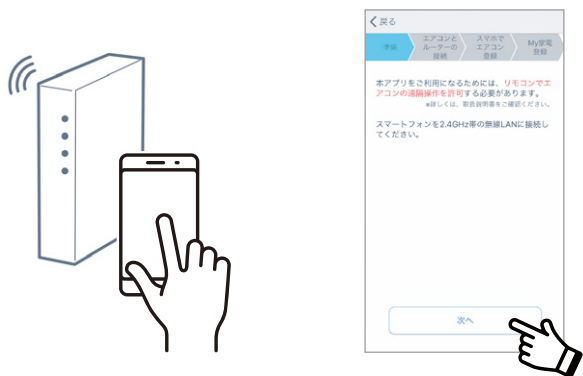 戻る
準備
エアコンと
ルーターの
接続
スマホで
エアコン
登録
My家電
登録
本アプリをご利用になるためには、リモコンでエ
アコンの遠隔操作を許可する必要があります。
※詳しくは、取扱説明書をご確認ください。
スマートフォンを2.4GHz帯の無線LANに接続し
てください。
次へ